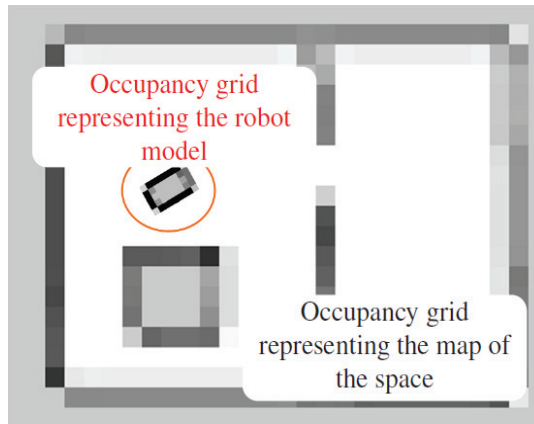 Occupancy grid
representing the robot
model
Occupancy grid
representing the map of
the space